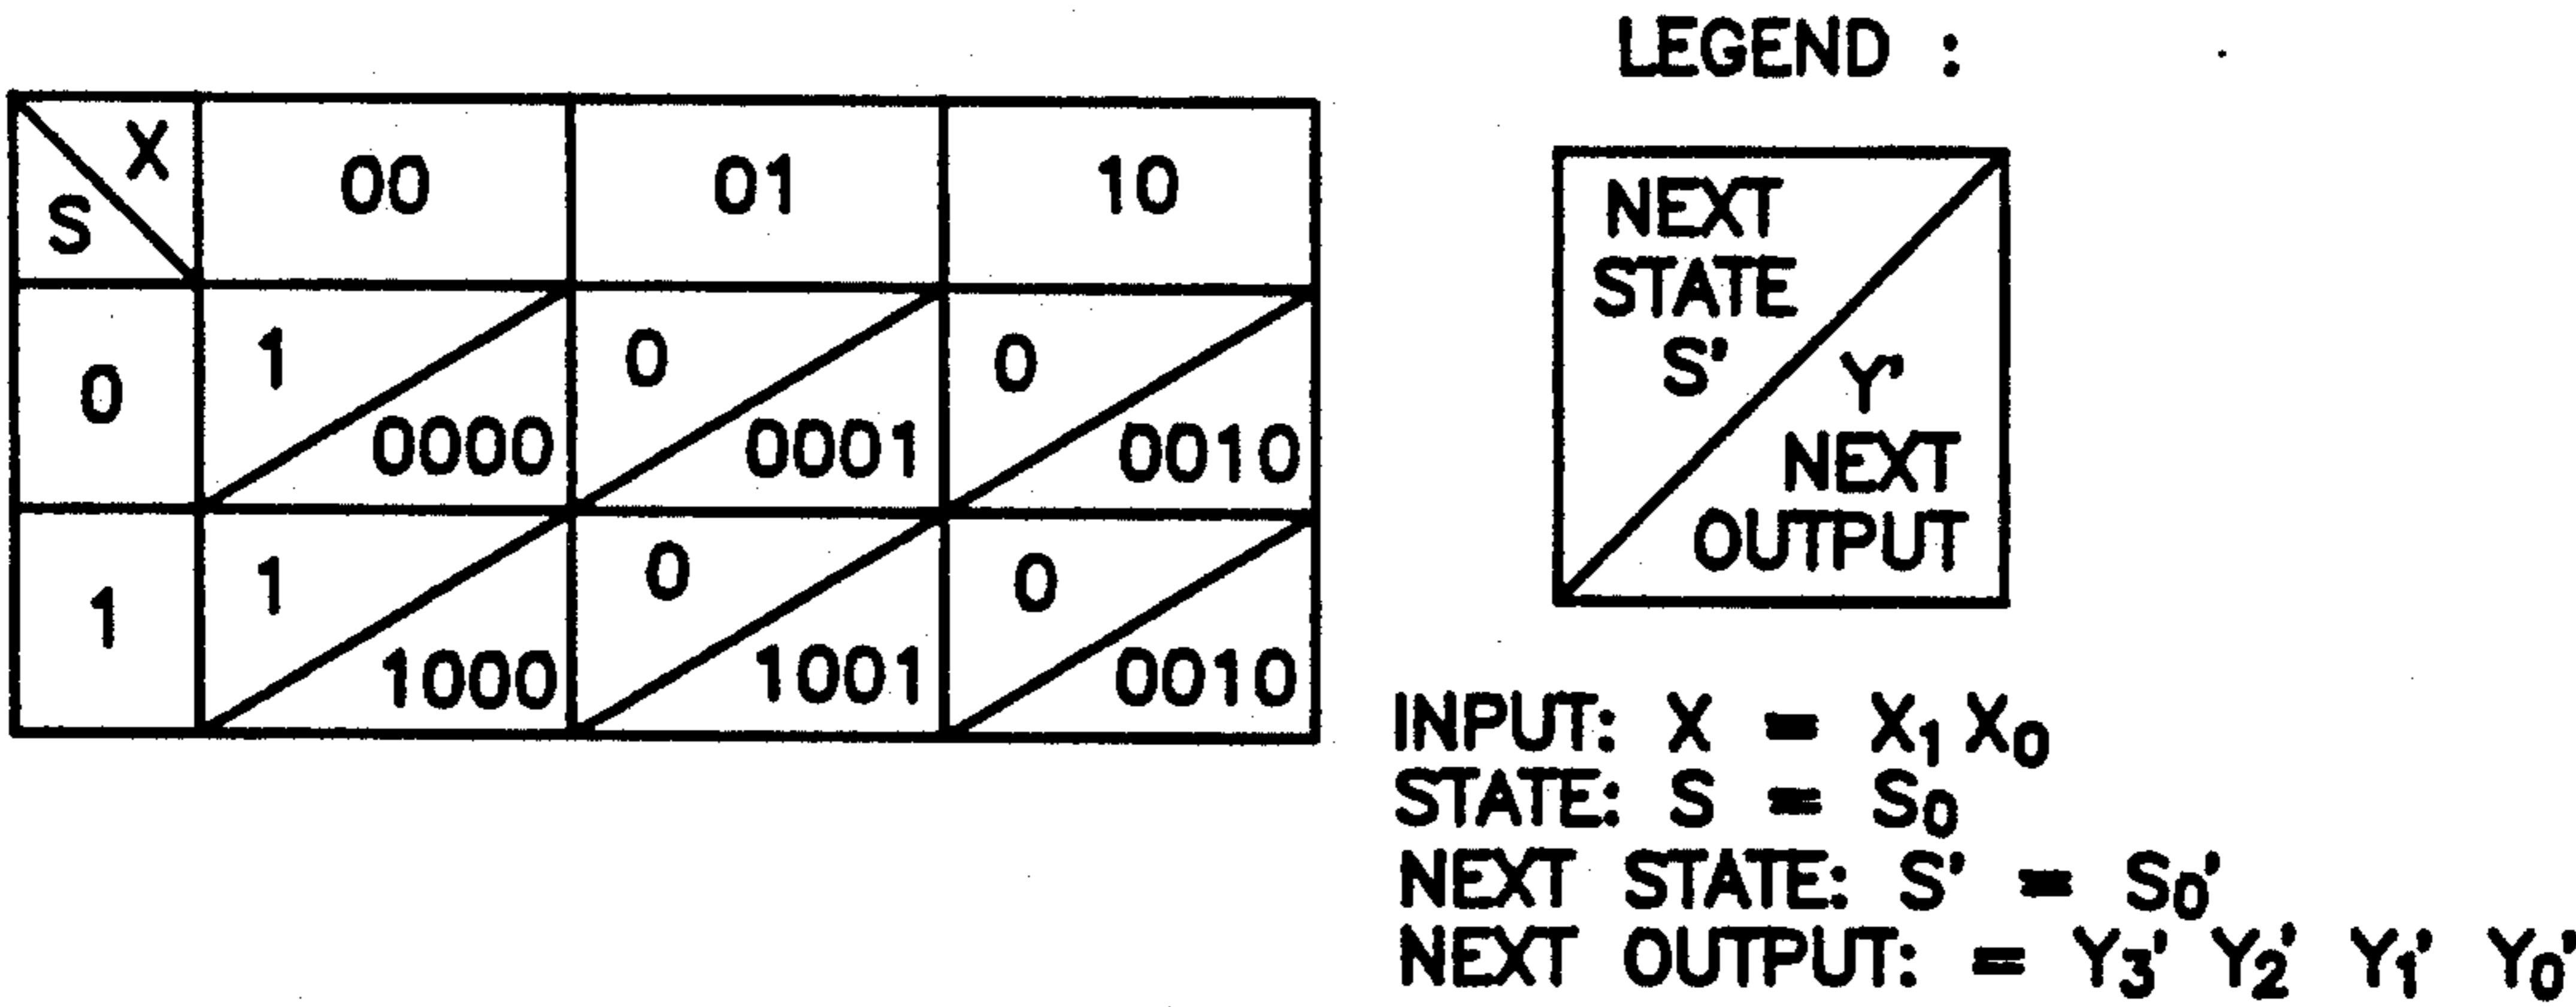 X 00 01 10
S
0 1 0 0
0000 0001 0010
1 1 0 0
1000 1001 0010
LEGEND :
NEXT
STATE
S'
Y'
NEXT
OUTPUT
INPUT: X = X₁ X₀
STATE: S = S₀
NEXT STATE: S' = S₀'
NEXT OUTPUT: = Y₃' Y₂' Y₁' Y₀'